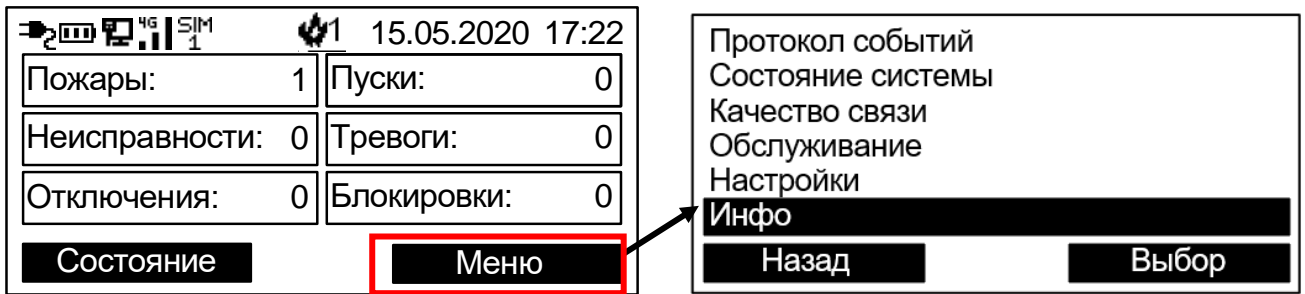 2 4G SIM 1 1 15.05.2020 17:22
Пожары: 1 Пуски: 0
Неисправности: 0 Тревоги: 0
Отключения: 0 Блокировки: 0
Состояние Меню
Протокол событий
Состояние системы
Качество связи
Обслуживание
Настройки
Инфо
Назад Выбор